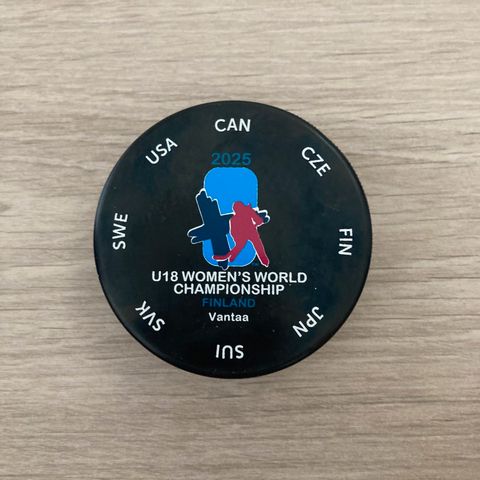 CAN
CZE
FIN
JPN
SUI
SVK
SWE
USA
2025
U18 WOMEN'S WORLD
CHAMPIONSHIP
FINLAND
Vantaa